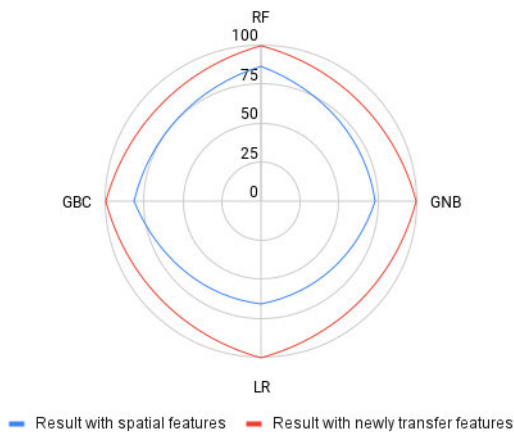 RF
100
75
50
25
0
GBC
GNB
LR
Result with spatial features
Result with newly transfer features